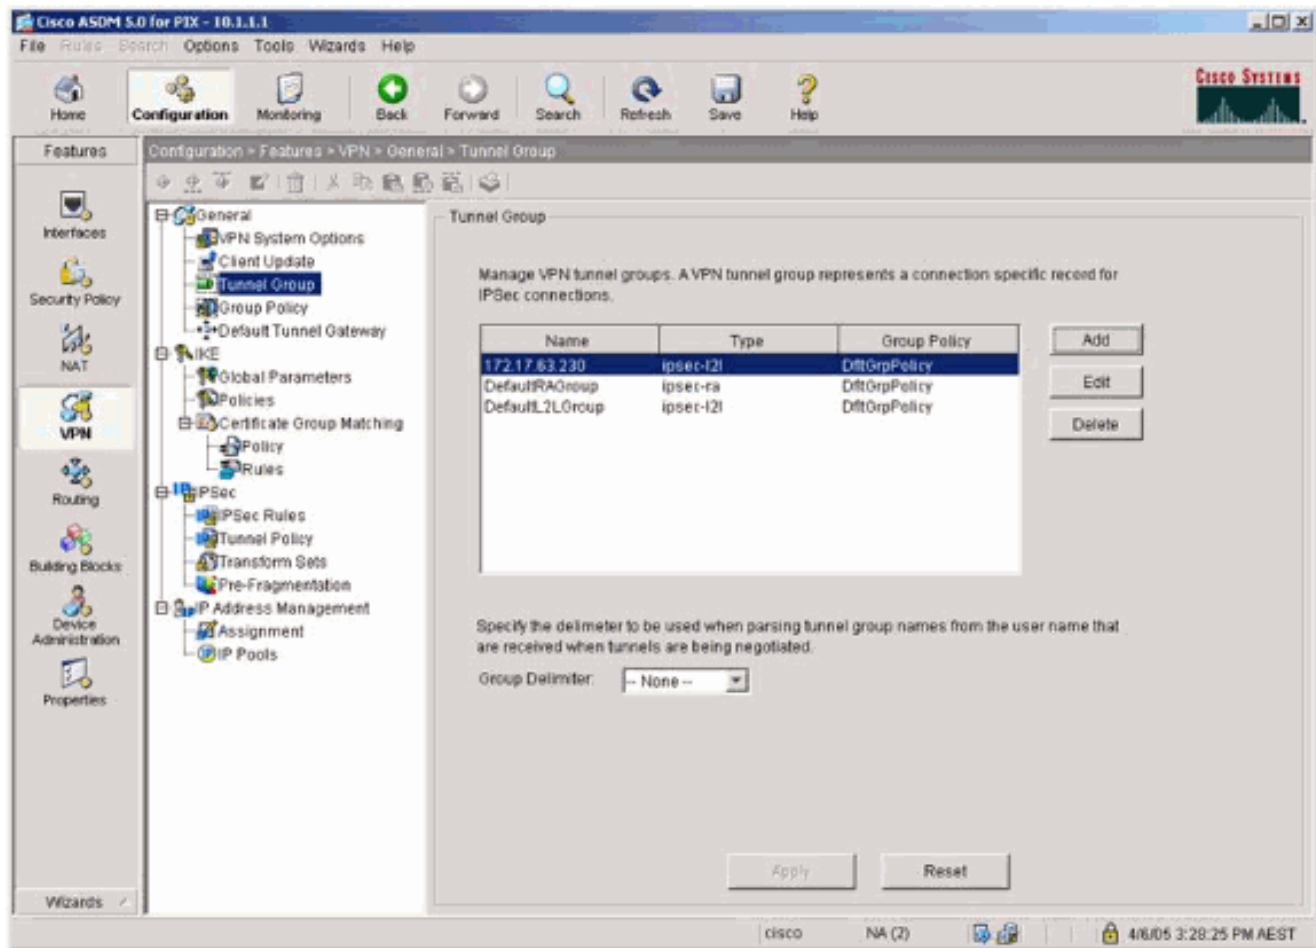 Cisco ASDM 5.0 for PIX - 10.1.1.1
File Rules Search Options Tools Wizards Help
Home Configuration Monitoring Back Forward Search Refresh Save Help
CISCO SYSTEMS
Features
Configuration > Features > VPN > General > Tunnel Group
Interfaces
Security Policy
NAT
VPN
Routing
Building Blocks
Device
Administration
Properties
Wizards
General
VPN System Options
Client Update
Tunnel Group
Group Policy
Default Tunnel Gateway
IKE
Global Parameters
Policies
Certificate Group Matching
Policy
Rules
IPSec
IPSec Rules
Tunnel Policy
Transform Sets
Pre-Fragmentation
IP Address Management
Assignment
IP Pools
Tunnel Group
Manage VPN tunnel groups. A VPN tunnel group represents a connection specific record for
IPSec connections.
Name Type Group Policy
172.17.63.230 ipsec-l2l DfltGrpPolicy
DefaultRAGroup ipsec-ra DfltGrpPolicy
DefaultL2LGroup ipsec-l2l DfltGrpPolicy
Add
Edit
Delete
Specify the delimeter to be used when parsing tunnel group names from the user name that
are received when tunnels are being negotiated.
Group Delimiter: -- None --
Apply Reset
cisco NA (2) 4/6/05 3:28:25 PM AEST